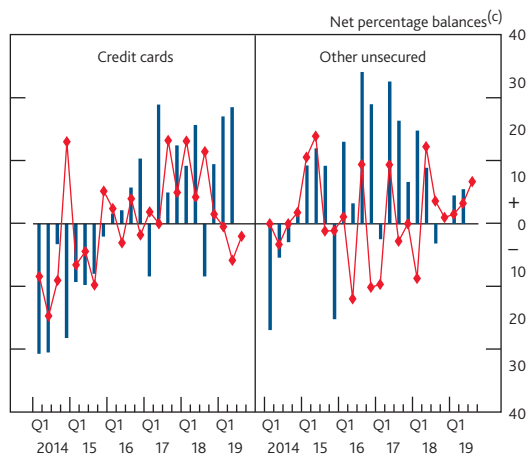 Net percentage balances(c)
Credit cards
Other unsecured
40
30
20
10
+
0
–
10
20
30
40
Q1 Q1 Q1 Q1 Q1 Q1 Q1 Q1 Q1 Q1 Q1 Q1
2014 15 16 17 18 19 2014 15 16 17 18 19